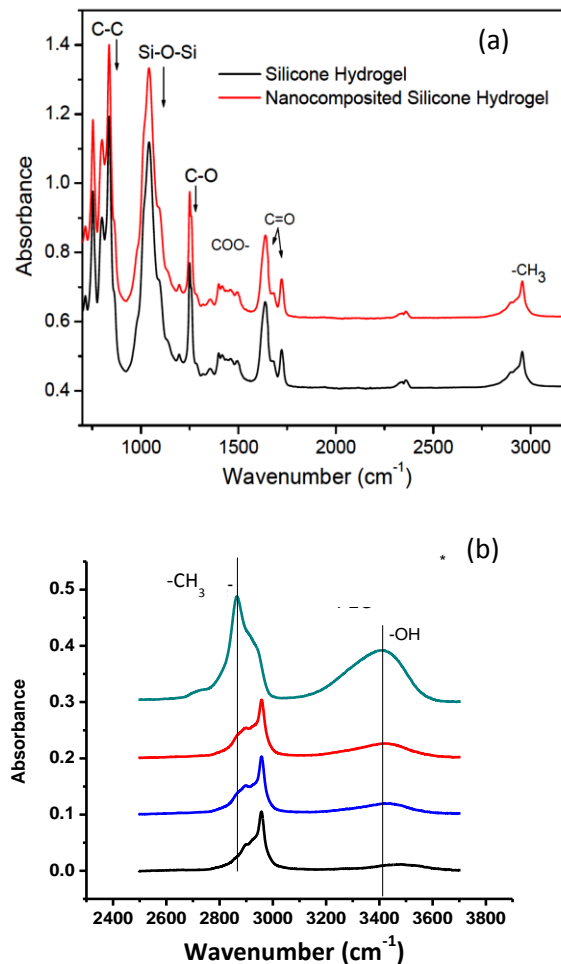 (a)
C-C
Si-O-Si
Silicone Hydrogel
Nanocomposited Silicone Hydrogel
C-O
COO-
C=O
-CH3
1.4
1.2
1.0
0.8
0.6
0.4
Absorbance
1000
1500
2000
2500
3000
Wavenumber (cm-1)
(b)
*
-CH3
-
-OH
0.5
0.4
0.3
0.2
0.1
0.0
Absorbance
2400
2600
2800
3000
3200
3400
3600
3800
Wavenumber (cm-1)